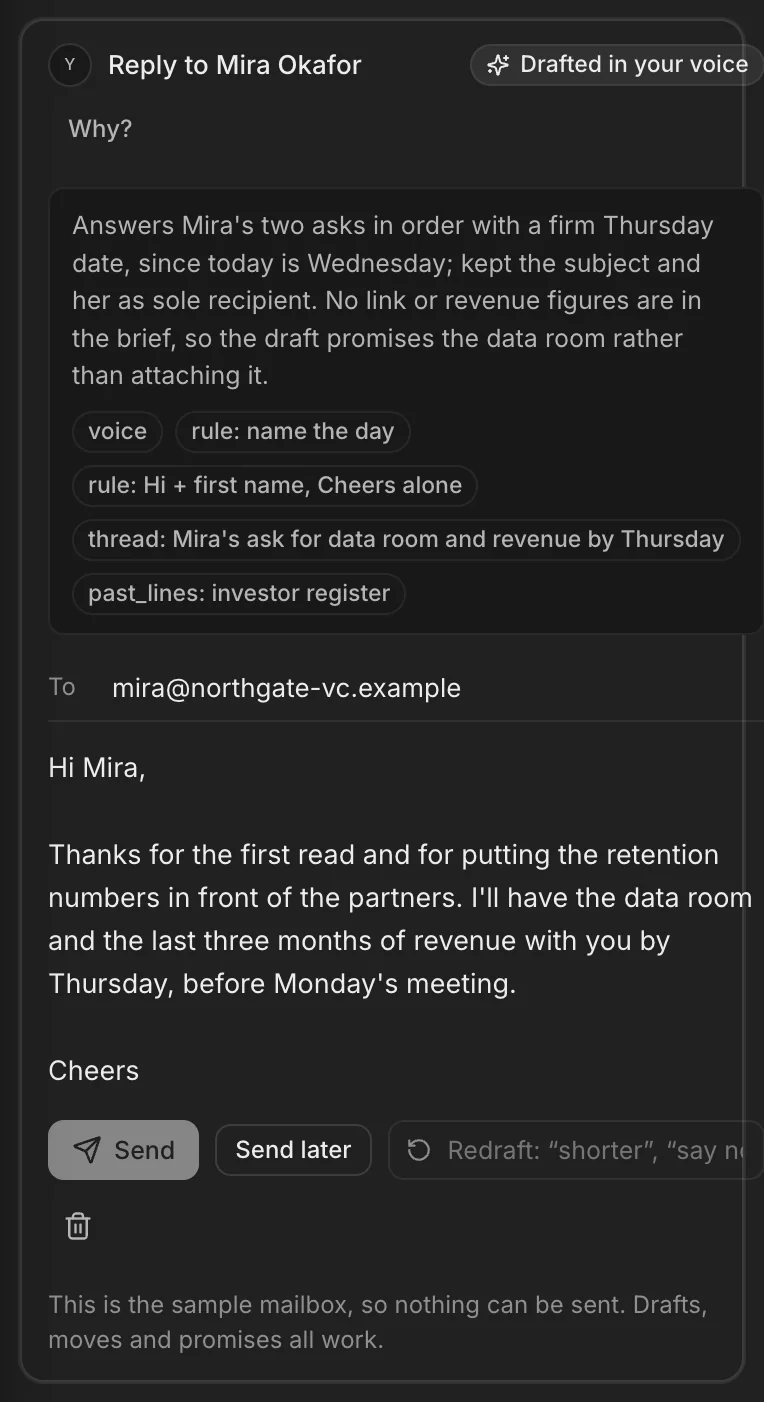 Y
Reply to Mira Okafor
Drafted in your voice
Why?
Answers Mira's two asks in order with a firm Thursday
date, since today is Wednesday; kept the subject and
her as sole recipient. No link or revenue figures are in
the brief, so the draft promises the data room rather
than attaching it.
voice
rule: name the day
rule: Hi + first name, Cheers alone
thread: Mira's ask for data room and revenue by Thursday
past_lines: investor register
To
mira@northgate-vc.example
Hi Mira,
Thanks for the first read and for putting the retention
numbers in front of the partners. I'll have the data room
and the last three months of revenue with you by
Thursday, before Monday's meeting.
Cheers
Send
Send later
Redraft: “shorter”, “say
This is the sample mailbox, so nothing can be sent. Drafts,
moves and promises all work.